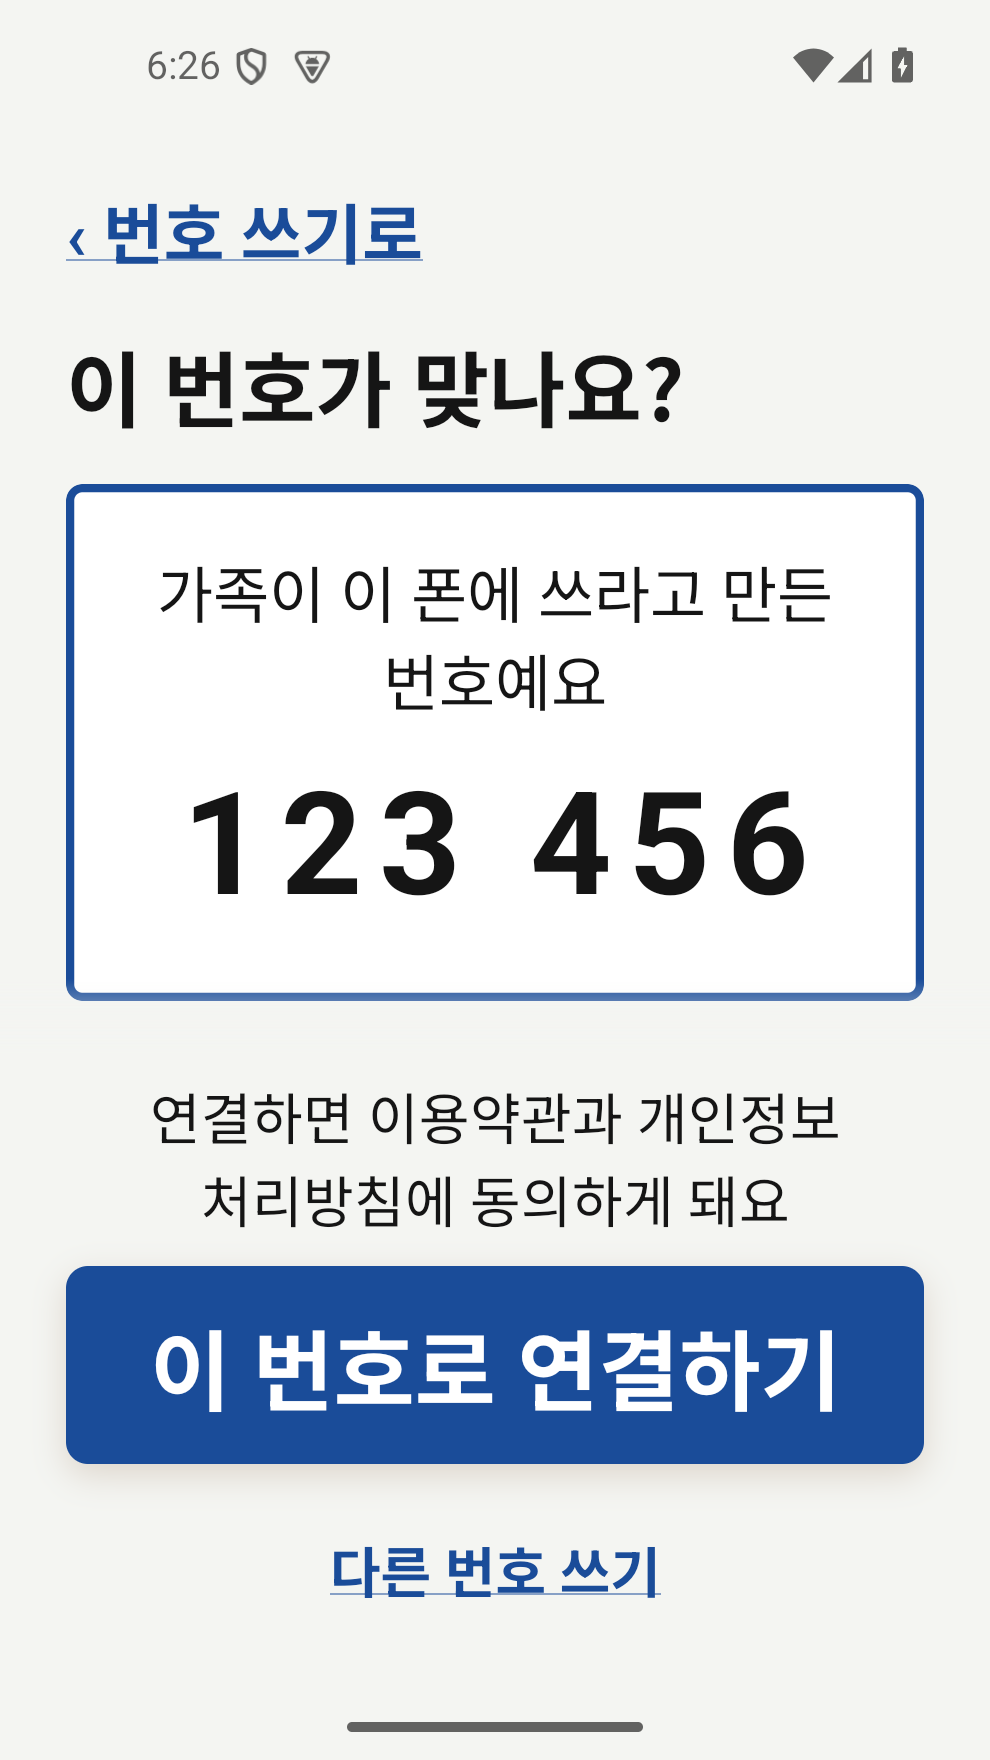 6:26
‹ 번호 쓰기로
이 번호가 맞나요?
가족이 이 폰에 쓰라고 만든
번호예요
123 456
연결하면 이용약관과 개인정보
처리방침에 동의하게 돼요
이 번호로 연결하기
다른 번호 쓰기